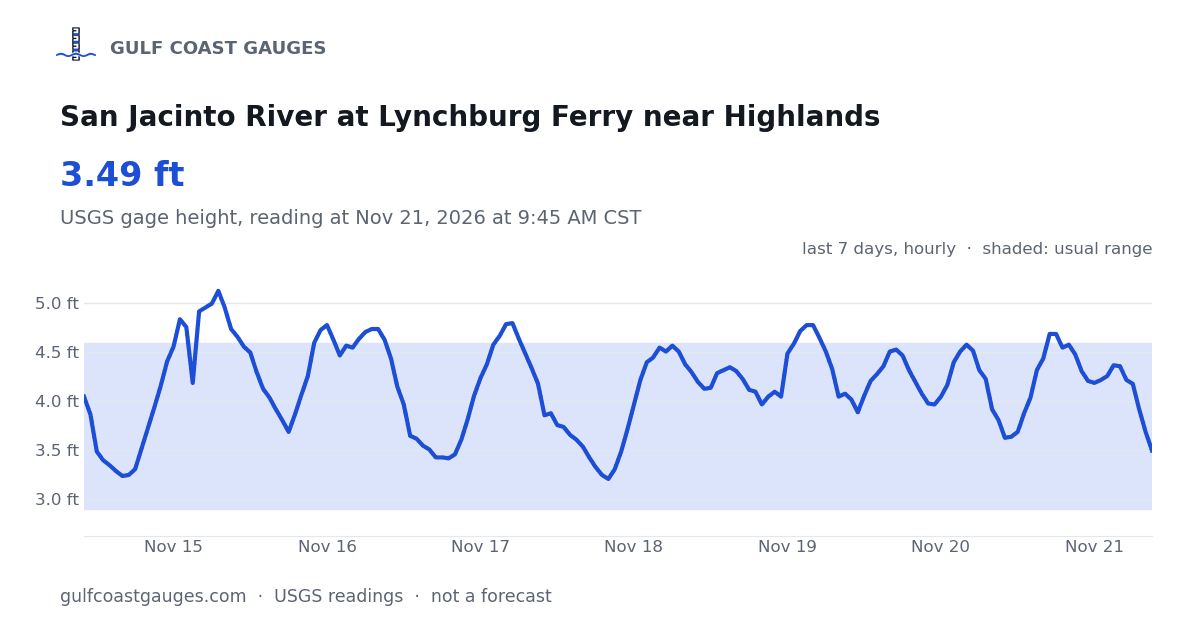 GULF COAST GAUGES
San Jacinto River at Lynchburg Ferry near Highlands
3.49 ft
USGS gage height, reading at Nov 21, 2026 at 9:45 AM CST
last 7 days, hourly · shaded: usual range
5.0 ft
4.5 ft
4.0 ft
3.5 ft
3.0 ft
Nov 15 Nov 16 Nov 17 Nov 18 Nov 19 Nov 20 Nov 21
gulfcoastgauges.com · USGS readings · not a forecast